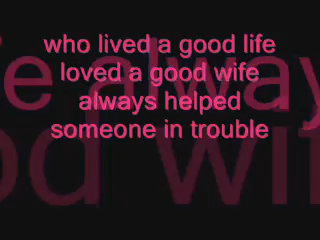 who lived a good life
loved a good wife
always helped
someone in trouble